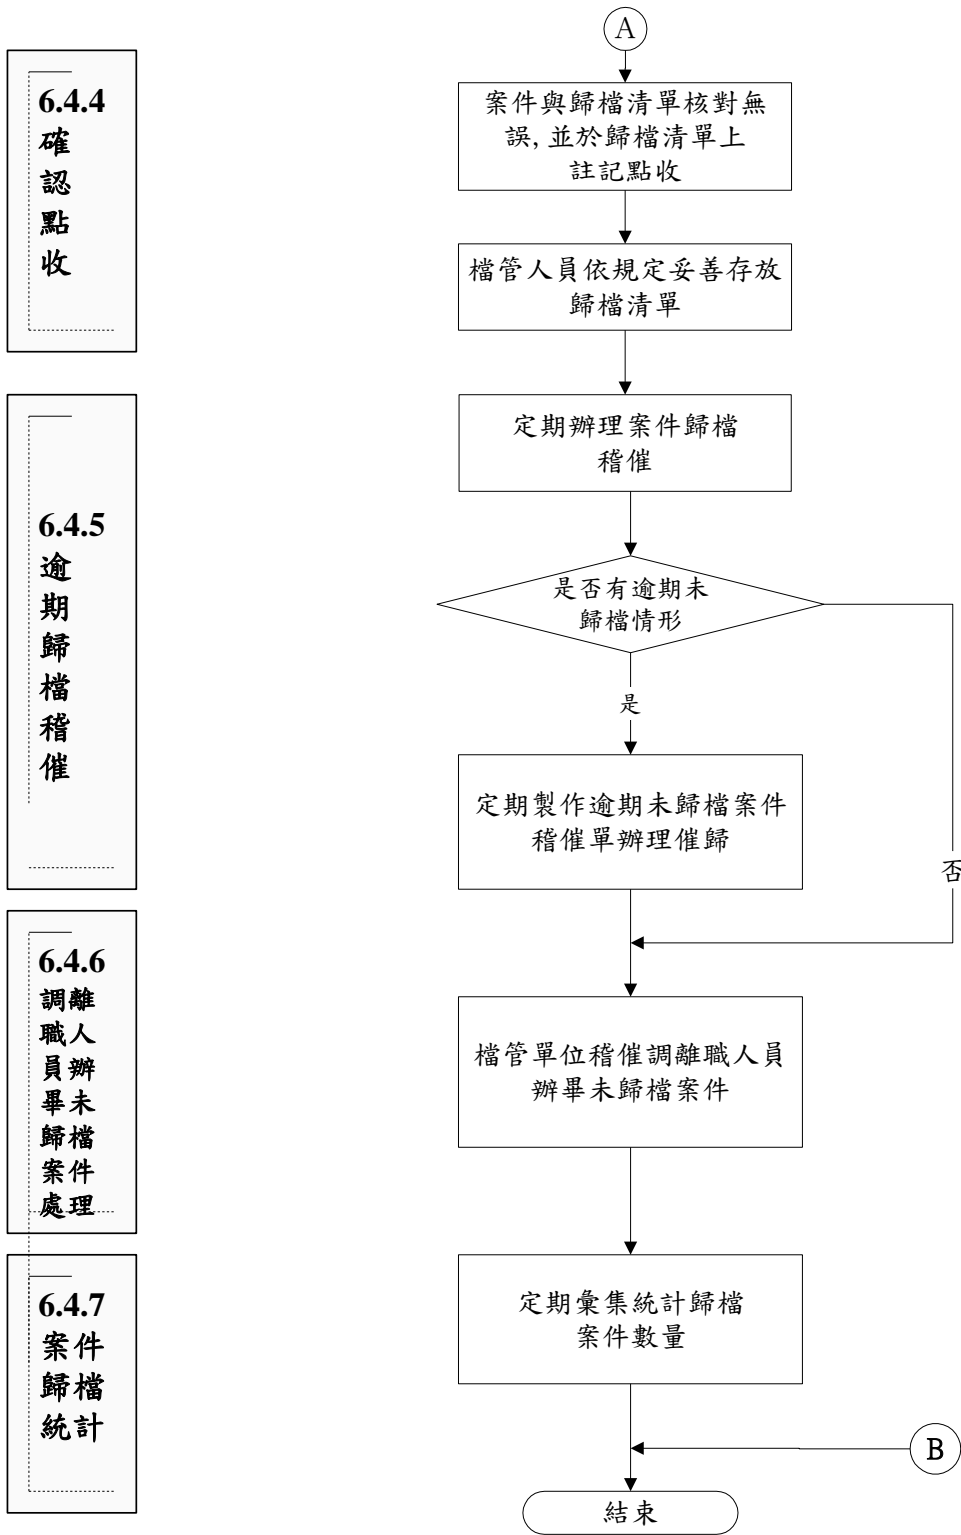 A
6.4.4
確
認
點
收
案件與歸檔清單核對無
誤,並於歸檔清單上
註記點收
檔管人員依規定妥善存放
歸檔清單
6.4.5
逾
期
歸
檔
稽
催
定期辦理案件歸檔
稽催
是否有逾期未
歸檔情形
是
否
定期製作逾期未歸檔案件
稽催單辦理催歸
6.4.6
調離
職人
員辦
畢未
歸檔
案件
處理
檔管單位稽催調離職人員
辦畢未歸檔案件
6.4.7
案件
歸檔
統計
定期彙集統計歸檔
案件數量
B
結束